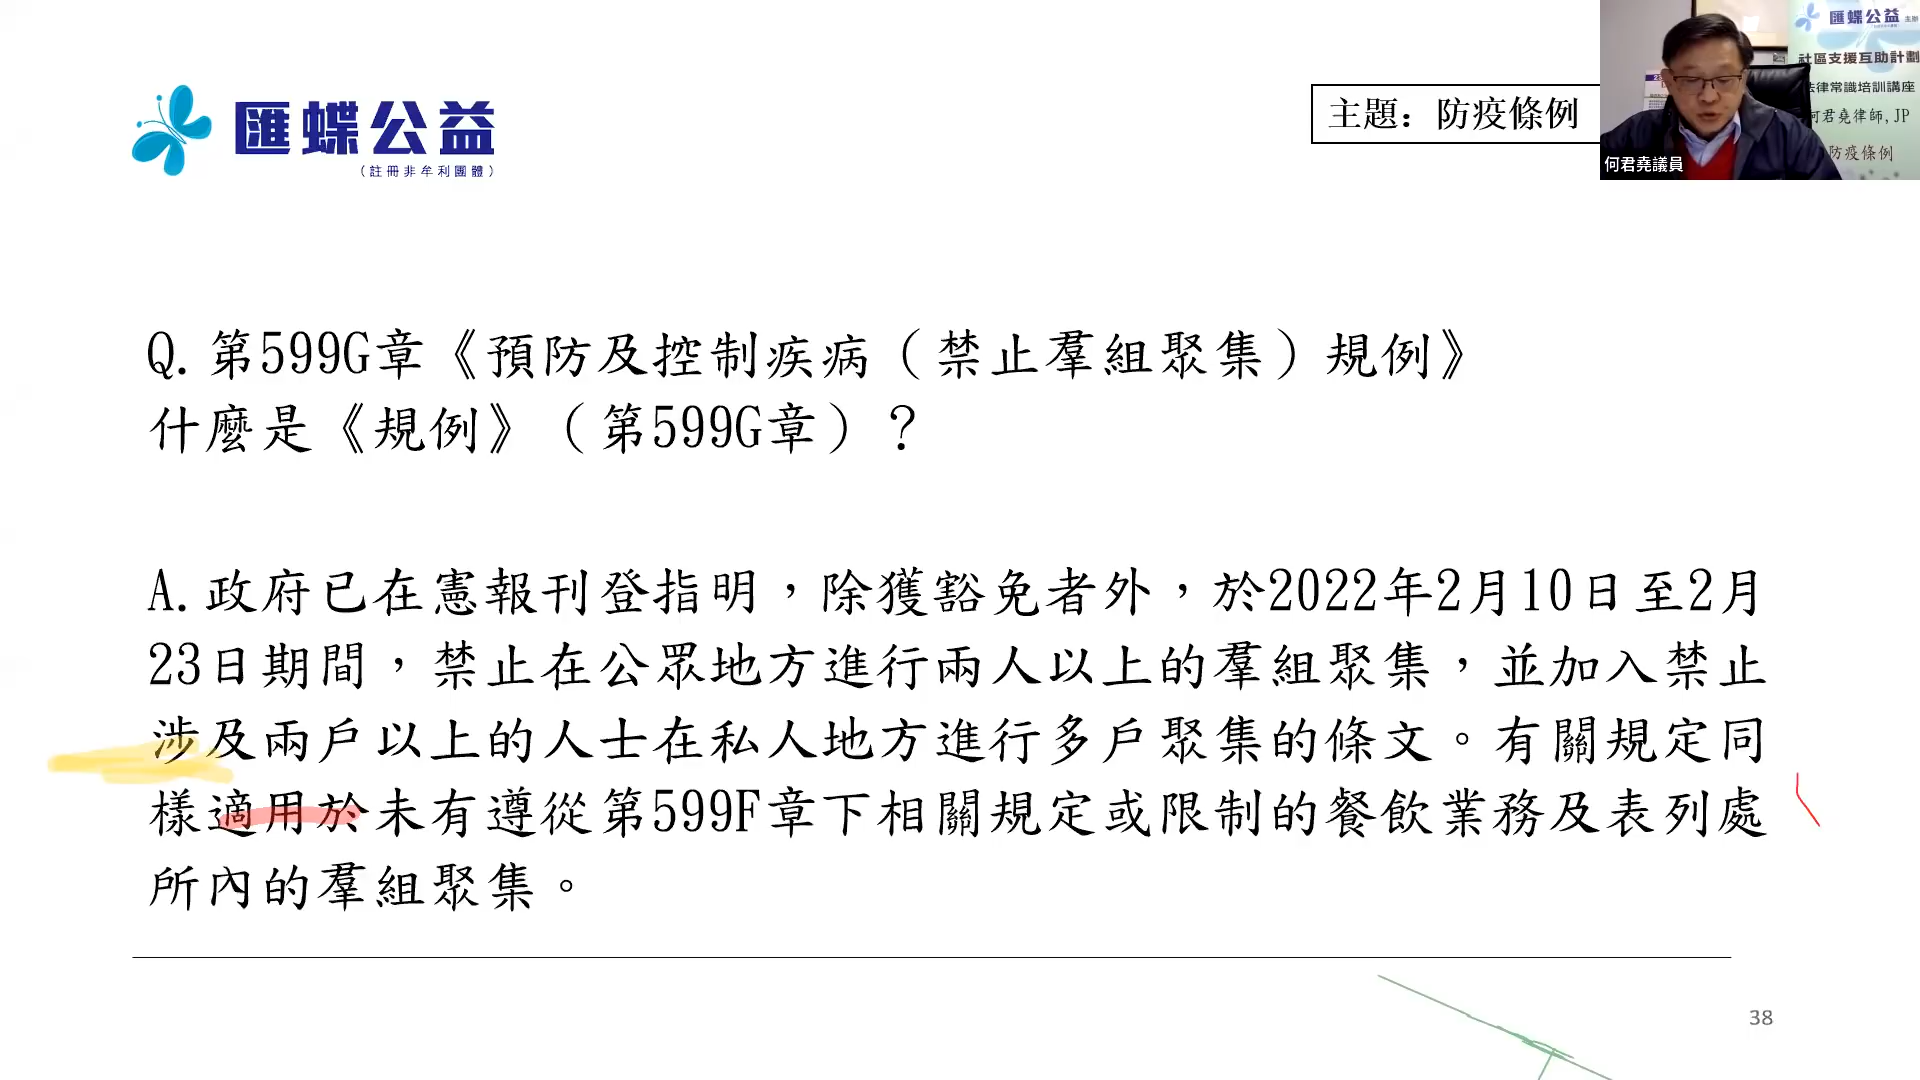 匯蝶公益
(註冊非牟利團體)
主題：防疫條例
匯蝶公益 主辦
社區支援互助計劃
法律常識培訓講座
何君堯律師,JP
防疫條例
何君堯議員
Q.第599G章《預防及控制疾病（禁止羣組聚集）規例》
什麼是《規例》（第599G章）？
A.政府已在憲報刊登指明，除獲豁免者外，於2022年2月10日至2月
23日期間，禁止在公眾地方進行兩人以上的羣組聚集，並加入禁止
涉及兩戶以上的人士在私人地方進行多戶聚集的條文。有關規定同
樣適用於未有遵從第599F章下相關規定或限制的餐飲業務及表列處
所內的羣組聚集。
38